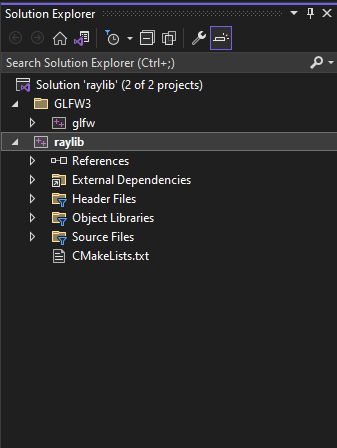 Solution Explorer
Search Solution Explorer (Ctrl+;)
Solution 'raylib' (2 of 2 projects)
GLFW3
glfw
raylib
References
External Dependencies
Header Files
Object Libraries
Source Files
CMakeLists.txt